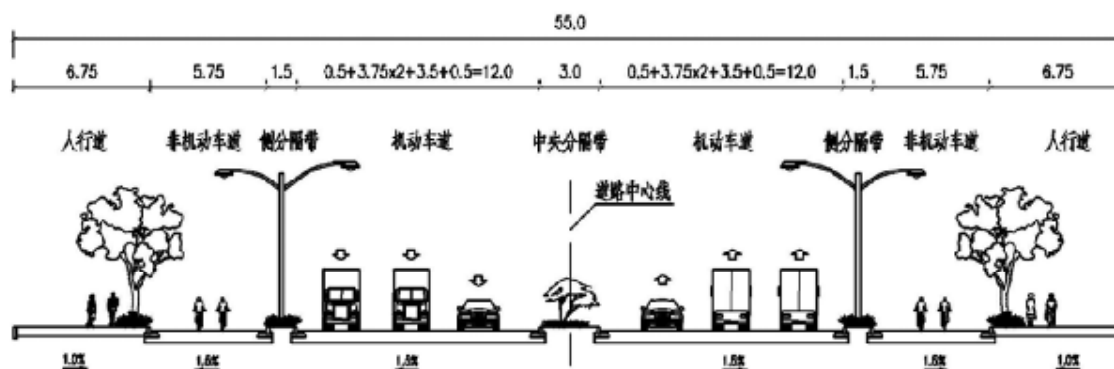 55.0
6.75 5.75 1.5 0.5+3.75x2+3.5+0.5=12.0 3.0 0.5+3.75x2+3.5+0.5=12.0 1.5 5.75 6.75
人行道 非机动车道 侧分隔带 机动车道 中央分隔带 机动车道 侧分隔带 非机动车道 人行道
道路中心线
1.0% 1.5% 1.5% 1.5% 1.5% 1.0%